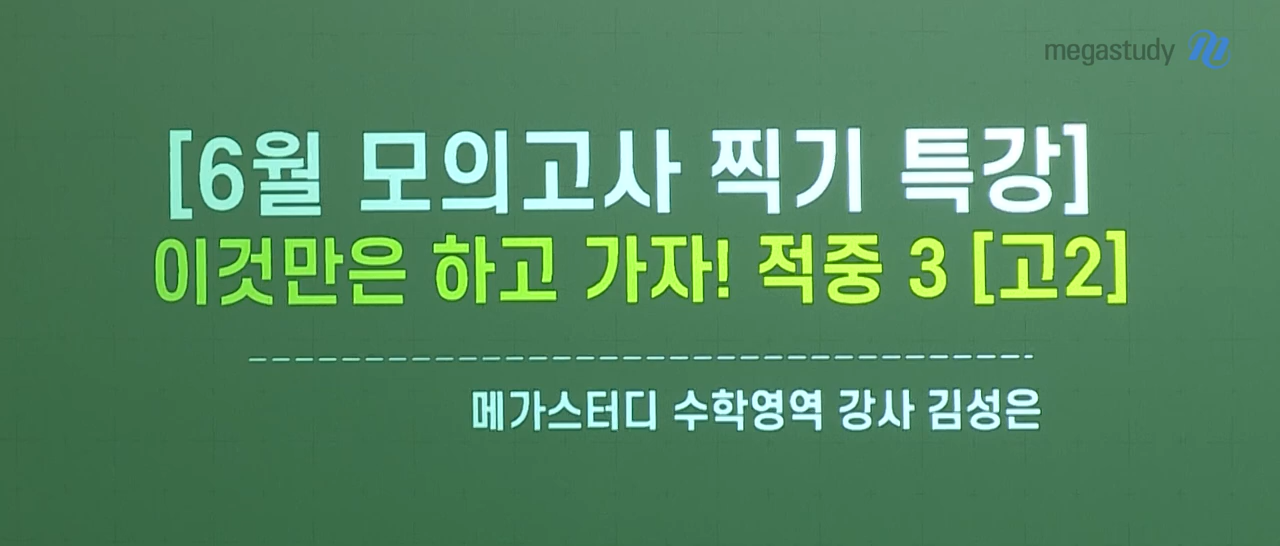 megastudy
[6월 모의고사 찍기 특강]
이것만은 하고 가자! 적중 3 [고2]
메가스터디 수학영역 강사 김성은